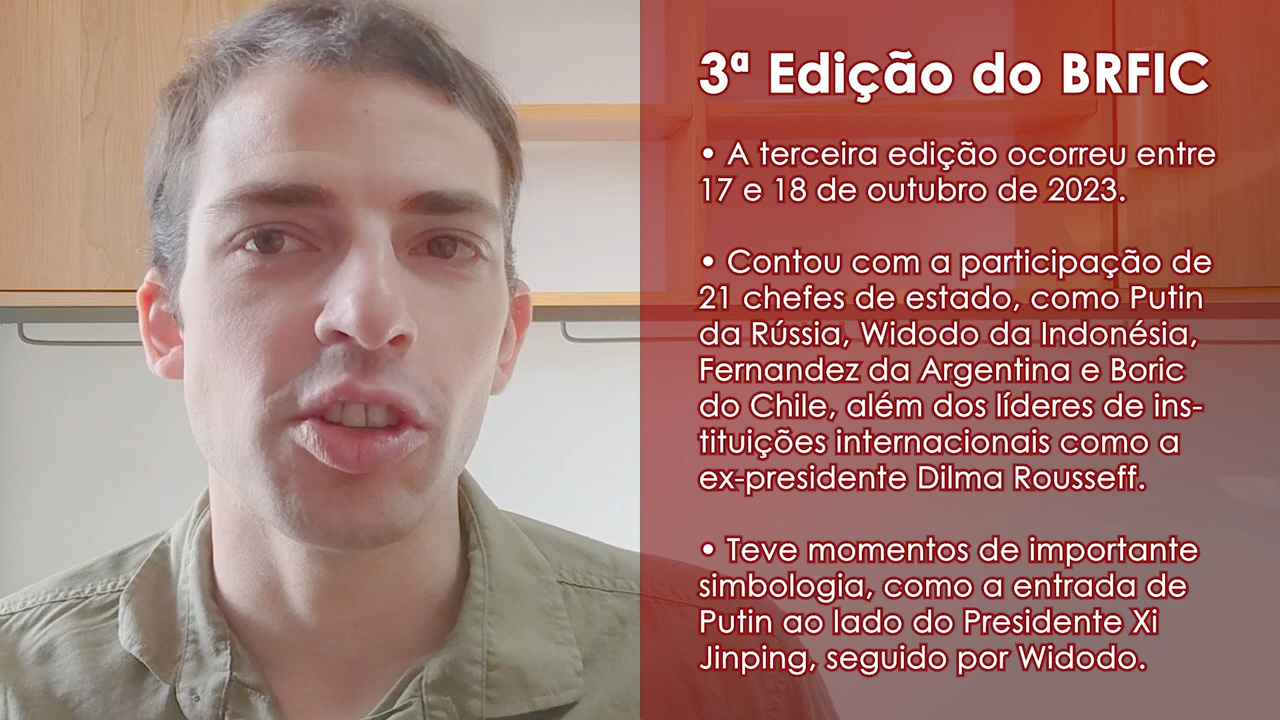 3ª Edição do BRFIC
• A terceira edição ocorreu entre
17 e 18 de outubro de 2023.
• Contou com a participação de
21 chefes de estado, como Putin
da Rússia, Widodo da Indonésia,
Fernandez da Argentina e Boric
do Chile, além dos líderes de ins-
tituições internacionais como a
ex-presidente Dilma Rousseff.
• Teve momentos de importante
simbologia, como a entrada de
Putin ao lado do Presidente Xi
Jinping, seguido por Widodo.